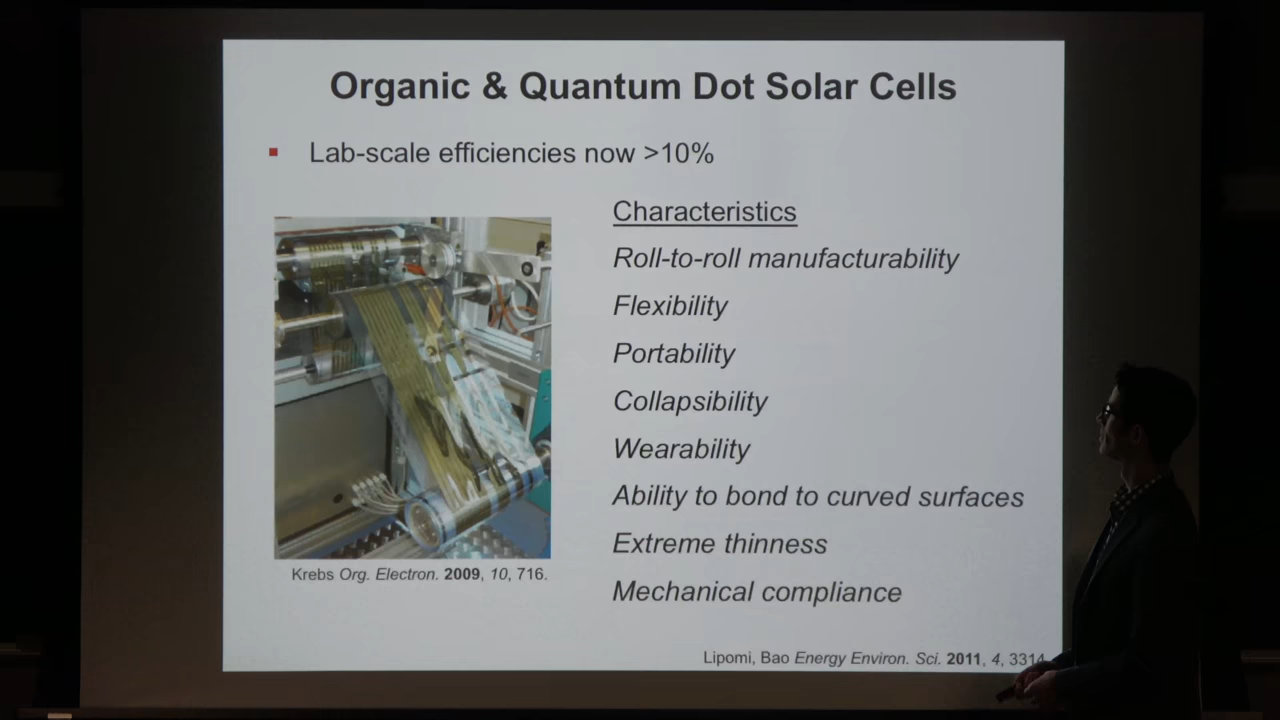 Organic & Quantum Dot Solar Cells
Lab-scale efficiencies now >10%
Characteristics
Roll-to-roll manufacturability
Flexibility
Portability
Collapsibility
Wearability
Ability to bond to curved surfaces
Extreme thinness
Mechanical compliance
Krebs Org. Electron. 2009, 10, 716.
Lipomi, Bao Energy Environ. Sci. 2011, 4, 3314